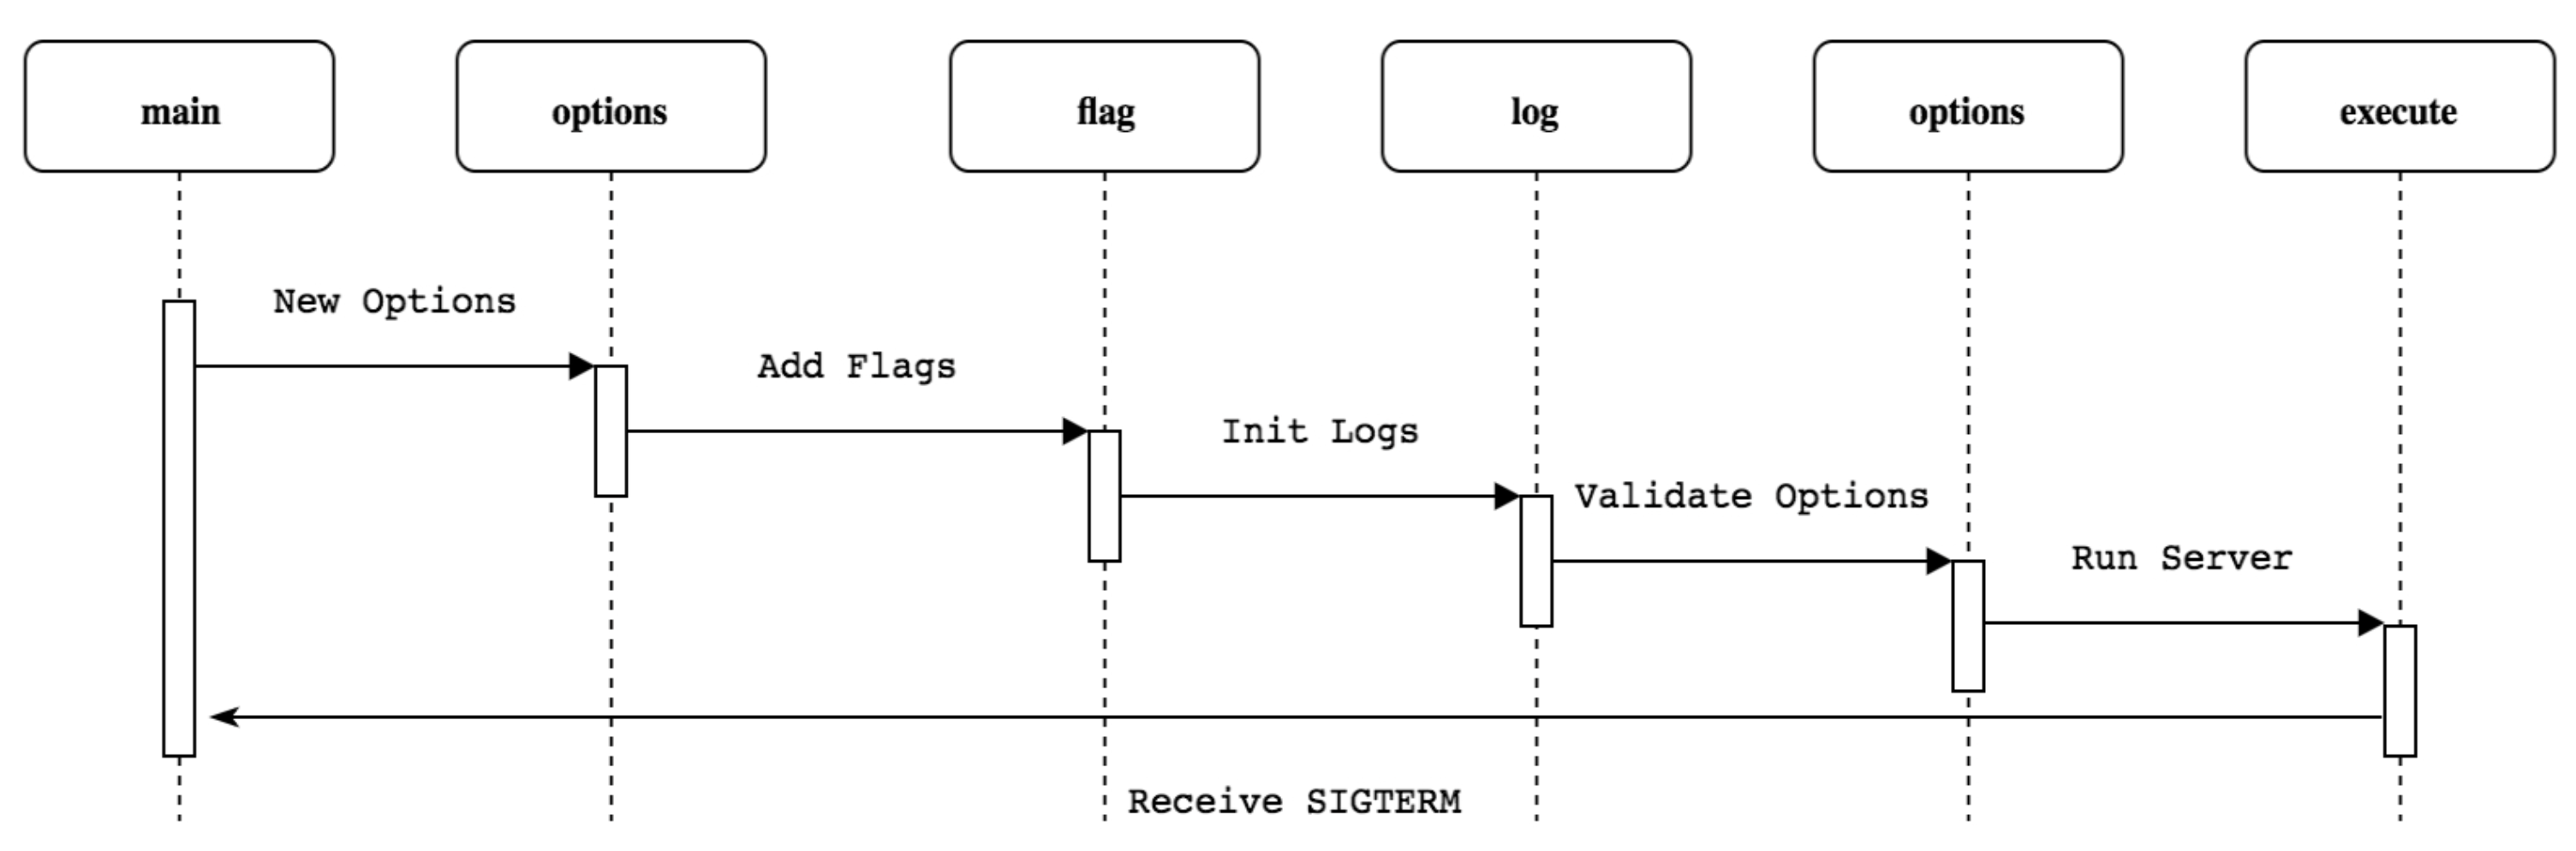 main
options
flag
log
options
execute
New Options
Add Flags
Init Logs
Validate Options
Run Server
Receive SIGTERM